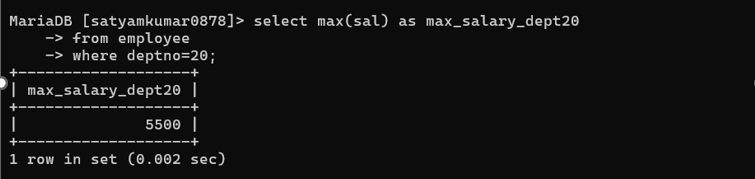 MariaDB [satyamkumar0878]> select max(sal) as max_salary_dept20
    -> from employee
    -> where deptno=20;
+-------------------+
| max_salary_dept20 |
+-------------------+
|              5500 |
+-------------------+
1 row in set (0.002 sec)